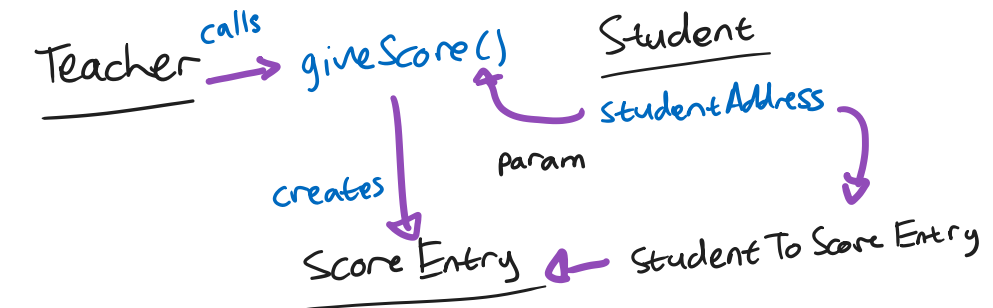 calls
Teacher
giveScore()
Student
studentAddress
param
creates
Score Entry
Student To Score Entry